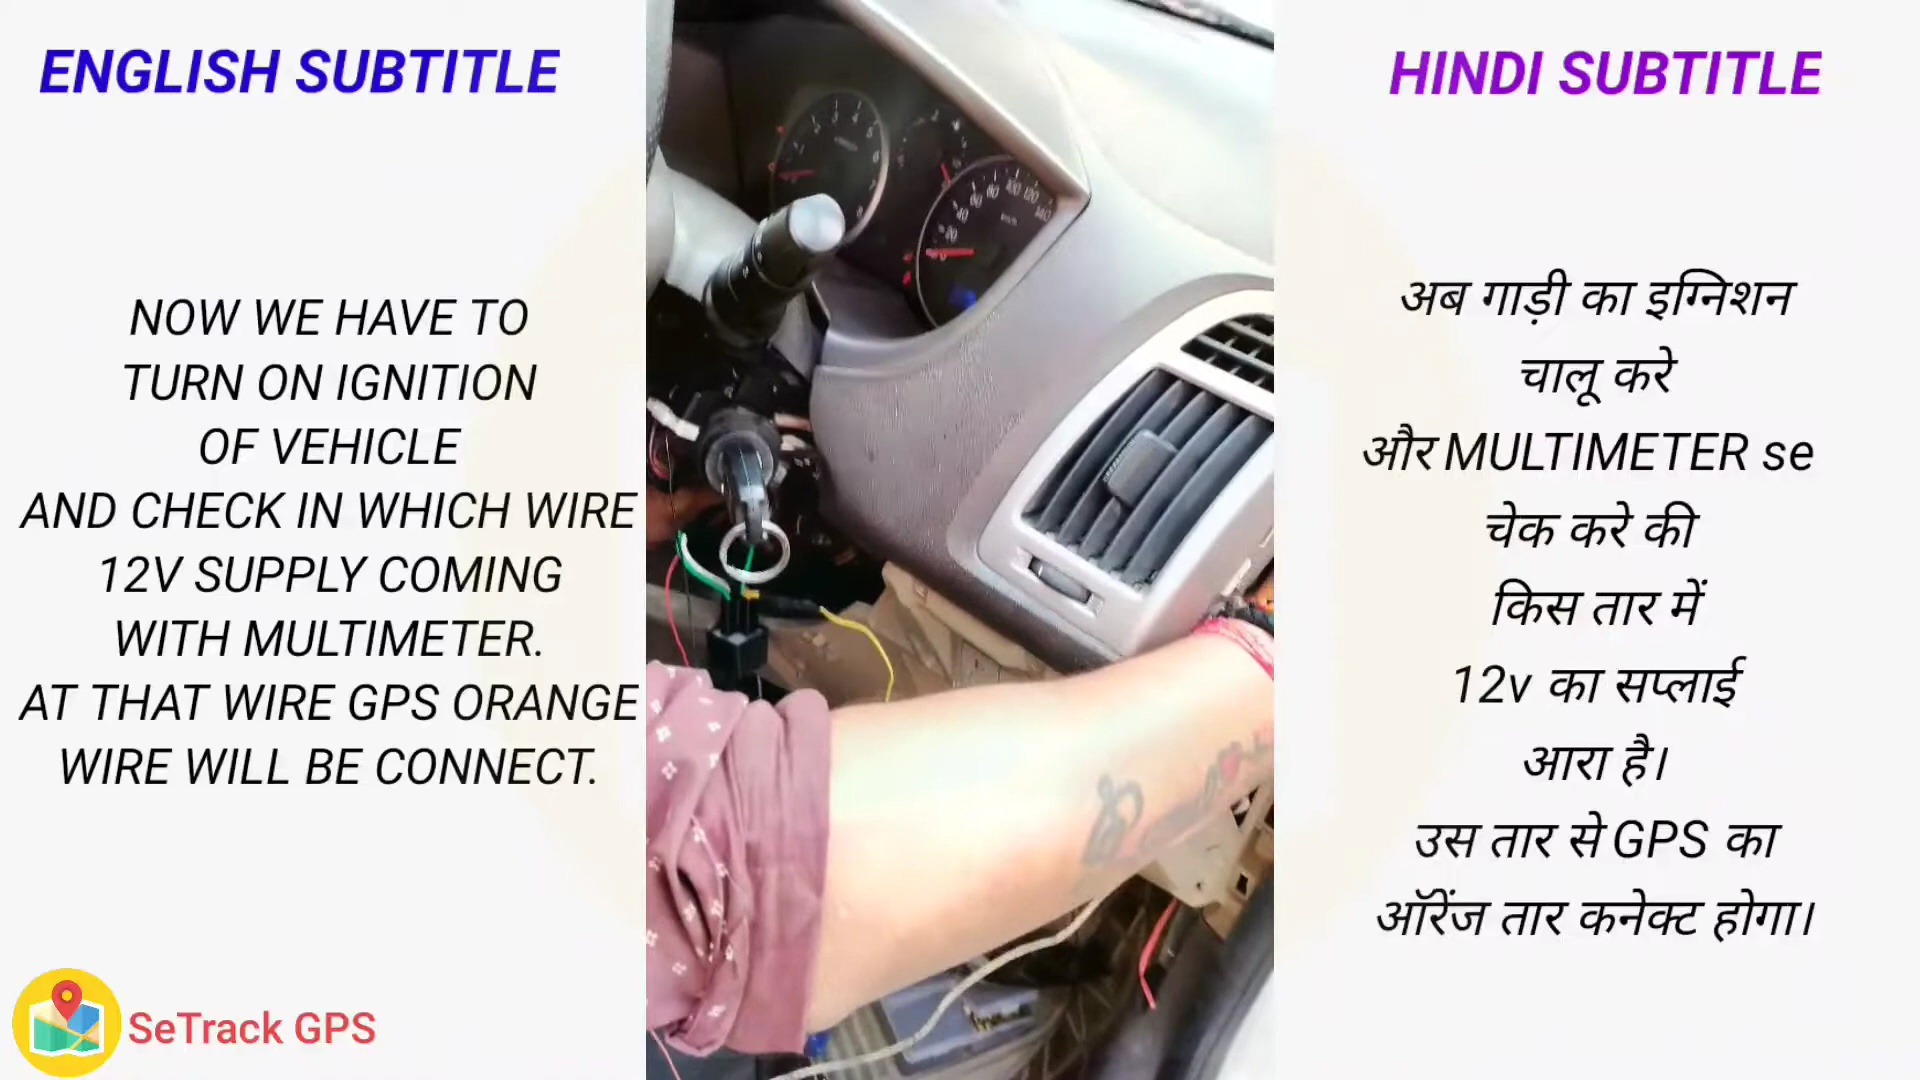 ENGLISH SUBTITLE
NOW WE HAVE TO
TURN ON IGNITION
OF VEHICLE
AND CHECK IN WHICH WIRE
12V SUPPLY COMING
WITH MULTIMETER.
AT THAT WIRE GPS ORANGE
WIRE WILL BE CONNECT.
SeTrack GPS
HINDI SUBTITLE
अब गाड़ी का इग्निशन
चालू करे
और MULTIMETER se
चेक करे की
किस तार में
12v का सप्लाई
आरा है।
उस तार से GPS का
ऑरेंज तार कनेक्ट होगा।